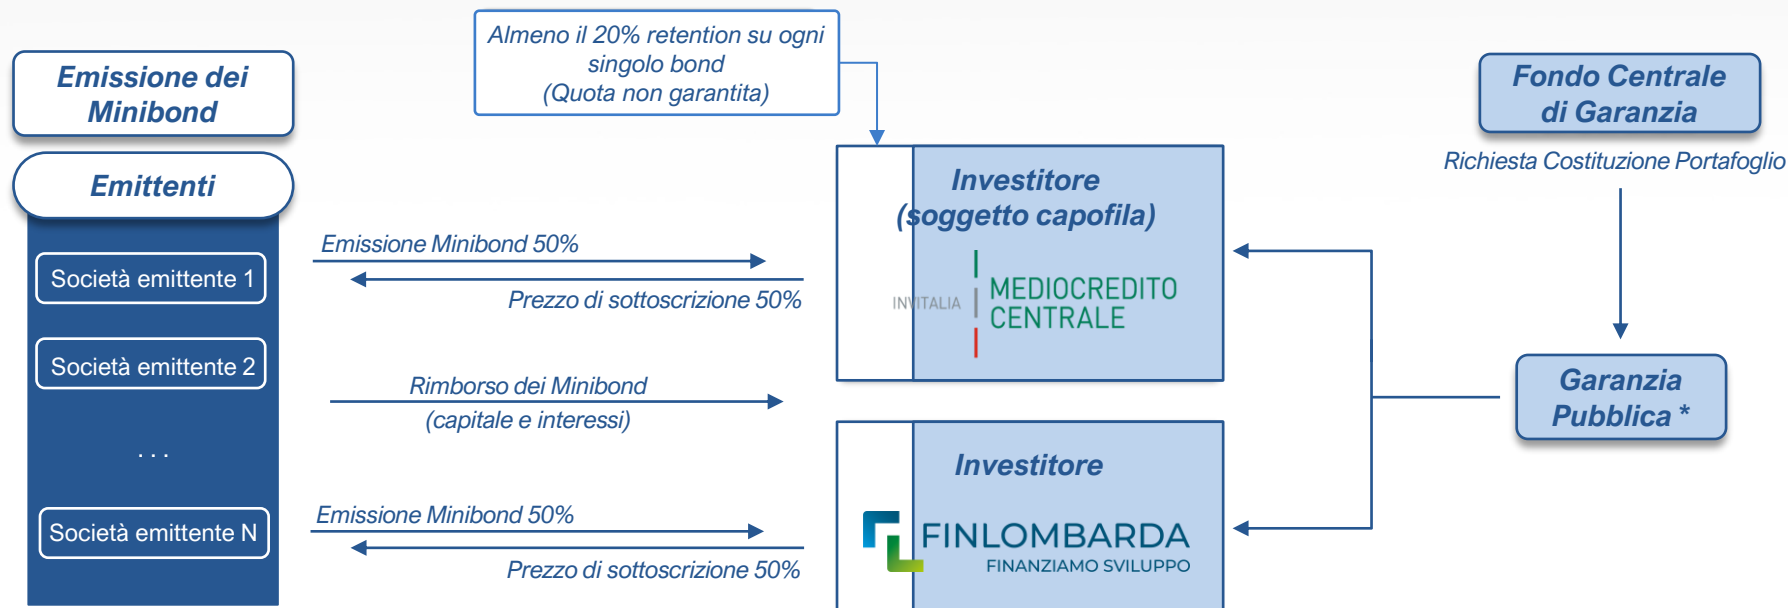 Almeno il 20% retention su ogni
singolo bond
(Quota non garantita)
Emissione dei
Minibond
Fondo Centrale
di Garanzia
Richiesta Costituzione Portafoglio
Emittenti
Società emittente 1
Società emittente 2
. . .
Società emittente N
Emissione Minibond 50%
Prezzo di sottoscrizione 50%
Rimborso dei Minibond
(capitale e interessi)
Emissione Minibond 50%
Prezzo di sottoscrizione 50%
Investitore
(soggetto capofila)
INVITALIA
MEDIOCREDITO
CENTRALE
Investitore
FINLOMBARDA
FINANZIAMO SVILUPPO
Garanzia
Pubblica *